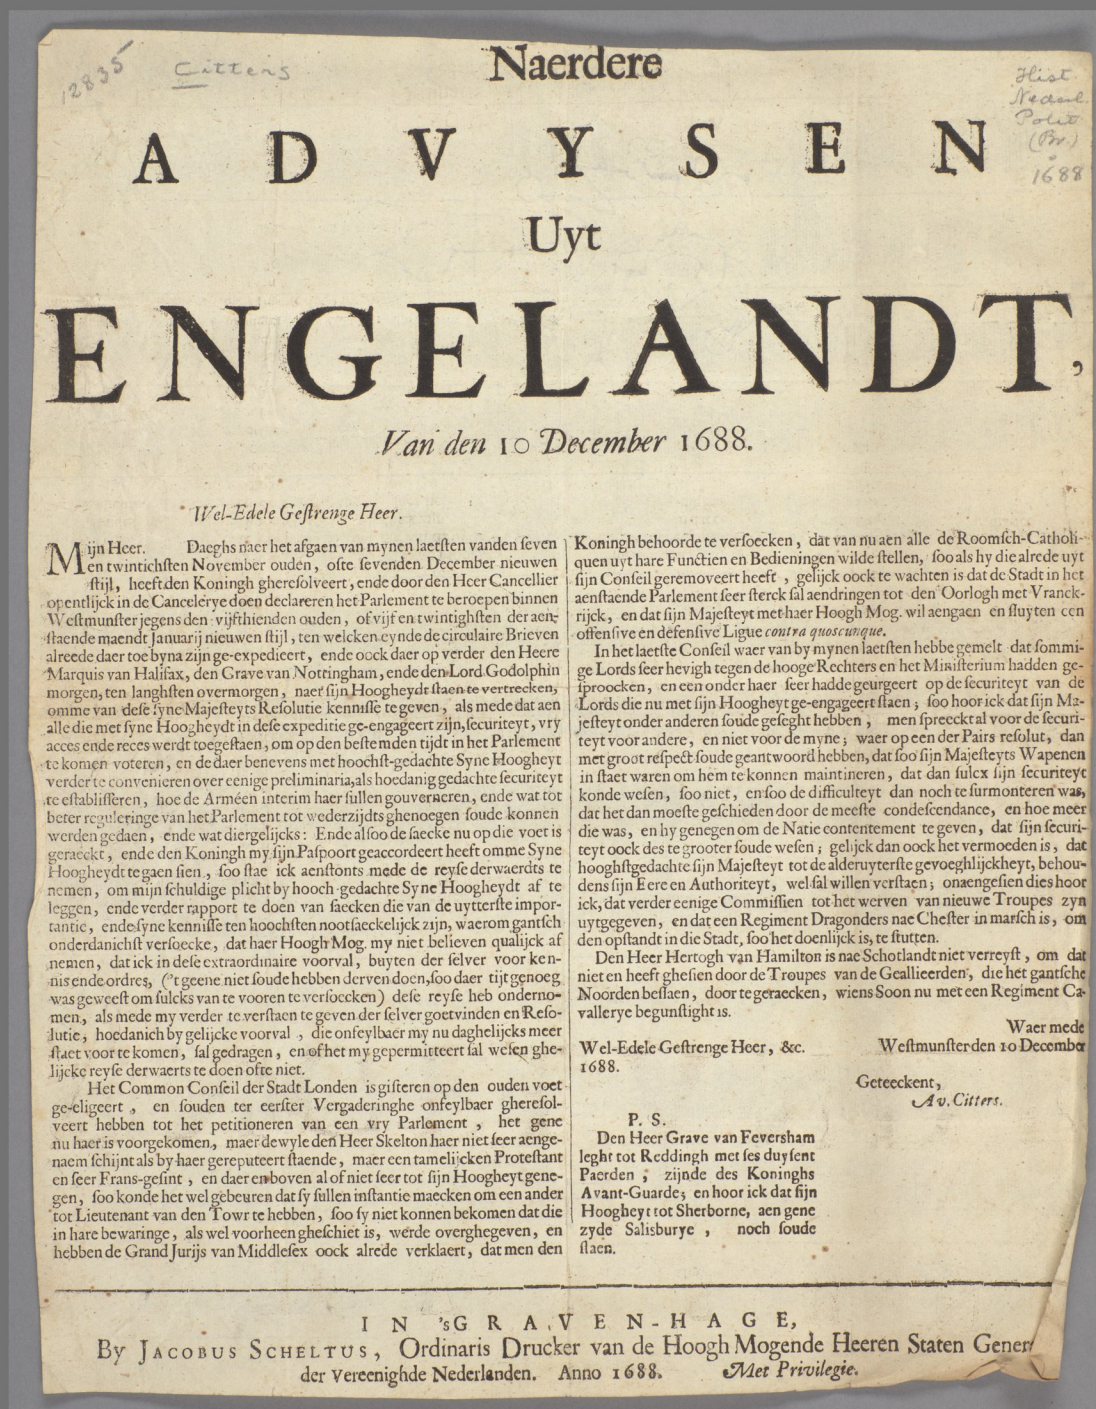 12835
Citters
Hist.
Nederl.
Polit
(Br.)
1688
Naerdere
ADVYSEN
Uyt
ENGELANDT,
Van den 10 December 1688.
Wel-Edele Geſtrenge Heer.
Mijn Heer. Daeghs naer het afgaen van mynen laetſten vanden ſeven
en twintichſten November ouden, ofte ſevenden December nieuwen
ſtijl, heeft den Koninghghereſolveert, ende door den Heer Cancellier
opentlijck in de Cancelerye doen declareren het Parlement te beroepen binnen
Weſtmunſter jegens den vijfthienden ouden, of vijf en twintighſten der aen-
ſtaende maendt Januarij nieuwen ſtijl, ten welcken eynde de circulaire Brieven
alreede daer toe byna zijn ge-expedieert, ende oock daer op verder den Heere
Marquis van Halifax, den Grave van Nottingham, ende den Lord Godolphin
morgen, ten langhſten overmorgen, naer ſijn Hoogheydt ſtaen te vertrecken,
omme van deſe ſyne Majeſteyts Reſolutie kenniſſe te geven, als mede dat aen
alle die met ſyne Hoogheydt in deſe expeditie ge-engageert zijn, ſecuriteyt, vry
acces ende reces werdt toegeſtaen, om op den beſtemden tijdt in het Parlement
te komen voteren, en de daer benevens met hoochſt-gedachte Syne Hoogheyt
verder te convenieren over eenige preliminaria, als hoedanig gedachte ſecuriteyt
te eſtabliſſeren, hoe de Arméen interim haer ſullen gouverneren, ende wat tot
beter reguleringe van het Parlement tot wederzijdts ghenoegen ſoude konnen
werden gedaen, ende wat diergelijcks: Ende alſoo de ſaecke nu op die voet is
geraeckt, ende den Koningh my ſijn Paſpoort geaccordeert heeft omme Syne
Hoogheydt te gaen ſien, ſoo ſtae ick aenſtonts mede de reyſe derwaerdts te
nemen, om mijn ſchuldige plicht by hooch-gedachte Syne Hoogheydt af te
leggen, ende verder rapport te doen van ſaecken die van de uytterſte impor-
tantie, ende ſyne kenniſſe ten hoochſten nootſaeckelijck zijn, waerom gantſch
onderdanichſt verſoecke, dat haer Hoogh Mog. my niet believen qualijck af
nemen, dat ick in deſe extraordinaire voorval, buyten der ſelver voor ken-
nis ende ordres, ('t geene niet ſoude hebben derven doen, ſoo daer tijt genoeg
was geweeſt om ſulcks van te vooren te verſoecken) deſe reyſe heb onderno-
men, als mede my verder te verſtaen te geven der ſelver goetvinden en Reſo-
lutie, hoedanich by gelijcke voorval, die onfeylbaer my nu daghelijcks meer
ſtaet voor te komen, ſal gedragen, en of het my gepermitteert ſal weſen ghe-
lijcke reyſe derwaerts te doen ofte niet.
Het Common Conſeil der Stadt Londen is giſteren op den ouden voet
ge-eligeert, en ſouden ter eerſter Vergaderinghe onfeylbaer ghereſol-
veert hebben tot het petitioneren van een vry Parlement, het gene
nu haer is voorgekomen, maer dewyle den Heer Skelton haer niet ſeer aenge-
naem ſchijnt als by haer gereputeert ſtaende, maer een tamelijcken Proteſtant
en ſeer Frans-geſint, en daer en boven al of niet ſeer tot ſijn Hoogheyt gene-
gen, ſoo konde het wel gebeuren dat ſy ſullen inſtantie maecken om een ander
tot Lieutenant van den Towr te hebben, ſoo ſy niet konnen bekomen dat die
in hare bewaringe, als wel voorheen gheſchiet is, werde overghegeven, en
hebben de Grand Jurijs van Middleſex oock alrede verklaert, dat men den
Koningh behoorde te verſoecken, dat van nu aen alle de Roomſch-Catholi-
quen uyt hare Functien en Bedieningen wilde ſtellen, ſoo als hy die alrede uyt
ſijn Conſeil geremoveert heeft, gelijck oock te wachten is dat de Stadt in het
aenſtaende Parlement ſeer ſterck ſal aendringen tot den Oorlogh met Vranck-
rijck, en dat ſijn Majeſteyt met haer Hoogh Mog. wil aengaen en ſluyten een
offenſive en defenſive Ligue contra quoscunque.
In het laetſte Conſeil waer van by mynen laetſten hebbe gemelt dat ſommi-
ge Lords ſeer hevigh tegen de hooge Rechters en het Miniſterium hadden ge-
ſproocken, en een onder haer ſeer hadde geurgeert op de ſecuriteyt van de
Lords die nu met ſijn Hoogheyt ge-engageert ſtaen; ſoo hoor ick dat ſijn Ma-
jeſteyt onder anderen ſoude geſeght hebben, men ſpreeckt al voor de ſecuri-
teyt voor andere, en niet voor de myne; waer op een der Pairs reſolut, dan
met groot reſpect ſoude geantwoord hebben, dat ſoo ſijn Majeſteyts Wapenen
in ſtaet waren om hem te konnen maintineren, dat dan ſulcx ſijn ſecuriteyt
konde weſen, ſoo niet, en ſoo de difficulteyt dan noch te ſurmonteren was,
dat het dan moeſte geſchieden door de meeſte condeſcendance, en hoe meer
die was, en hy genegen om de Natie contentement te geven, dat ſijn ſecuri-
teyt oock des te grooter ſoude weſen; gelijck dan oock het vermoeden is, dat
hooghſtgedachte ſijn Majeſteyt tot de alderuyterſte gevoeghlijckheyt, behou-
dens ſijn Eere en Authoriteyt, wel ſal willen verſtaen; onaengeſien dies hoor
ick, dat verder eenige Commiſſien tot het werven van nieuwe Troupes zyn
uytgegeven, en dat een Regiment Dragonders nae Cheſter in marſch is, om
den opſtandt in die Stadt, ſoo het doenlijck is, te ſtutten.
Den Heer Hertogh van Hamilton is nae Schotlandt niet verreyſt, om dat
niet en heeft gheſien door de Troupes van de Geallieerden, die het gantſche
Noorden beſlaen, door te geraecken, wiens Soon nu met een Regiment Ca-
vallerye begunſtight is.
Waer mede
Wel-Edele Geſtrenge Heer, &c. Weſtmunſter den 10 December
1688.
Geteeckent,
A v. Citters.
P. S.
Den Heer Grave van Feversham
leght tot Reddingh met ſes duyſent
Paerden, zijnde des Koninghs
Avant-Guarde; en hoor ick dat ſijn
Hoogheyt tot Sherborne, aen gene
zyde Salisburye, noch ſoude
ſtaen.
IN 'sGRAVEN-HAGE,
By JACOBUS SCHELTUS, Ordinaris Drucker van de Hoogh Mogende Heeren Staten Gener
der Vereenighde Nederlanden. Anno 1688. Met Privilegie.